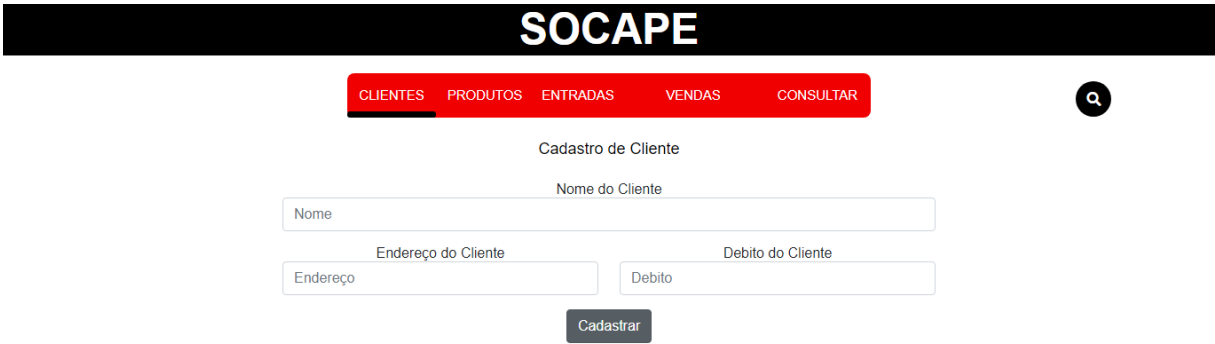 SOCAPE
CLIENTES PRODUTOS ENTRADAS VENDAS CONSULTAR
Cadastro de Cliente
Nome do Cliente
Nome
Endereço do Cliente Debito do Cliente
Endereço Debito
Cadastrar